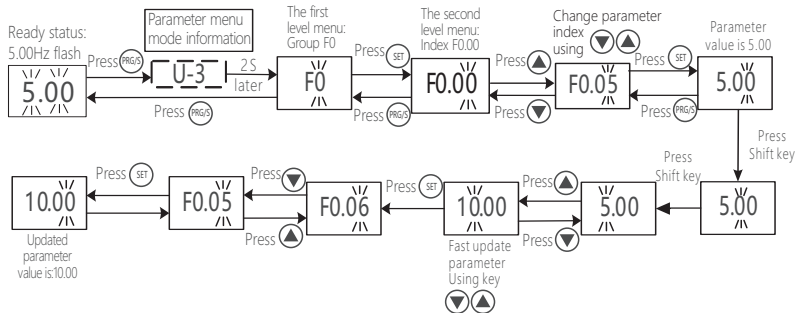 Ready status:
5.00Hz flash
5.00
Press PRG/S
Parameter menu
mode information
U-3
2S
later
Press PRG/S
The first
level menu:
Group F0
F0
Press SET
Press PRG/S
The second
level menu:
Index F0.00
F0.00
Press
Press
Change parameter
index
using
F0.05
Press SET
Press PRG/S
Parameter
value is 5.00
5.00
Press
Shift key
5.00
Press
Shift key
5.00
Press
Press
10.00
Fast update
parameter
Using key
Press SET
F0.06
Press
Press
F0.05
Press SET
10.00
Updated
parameter
value is:10.00